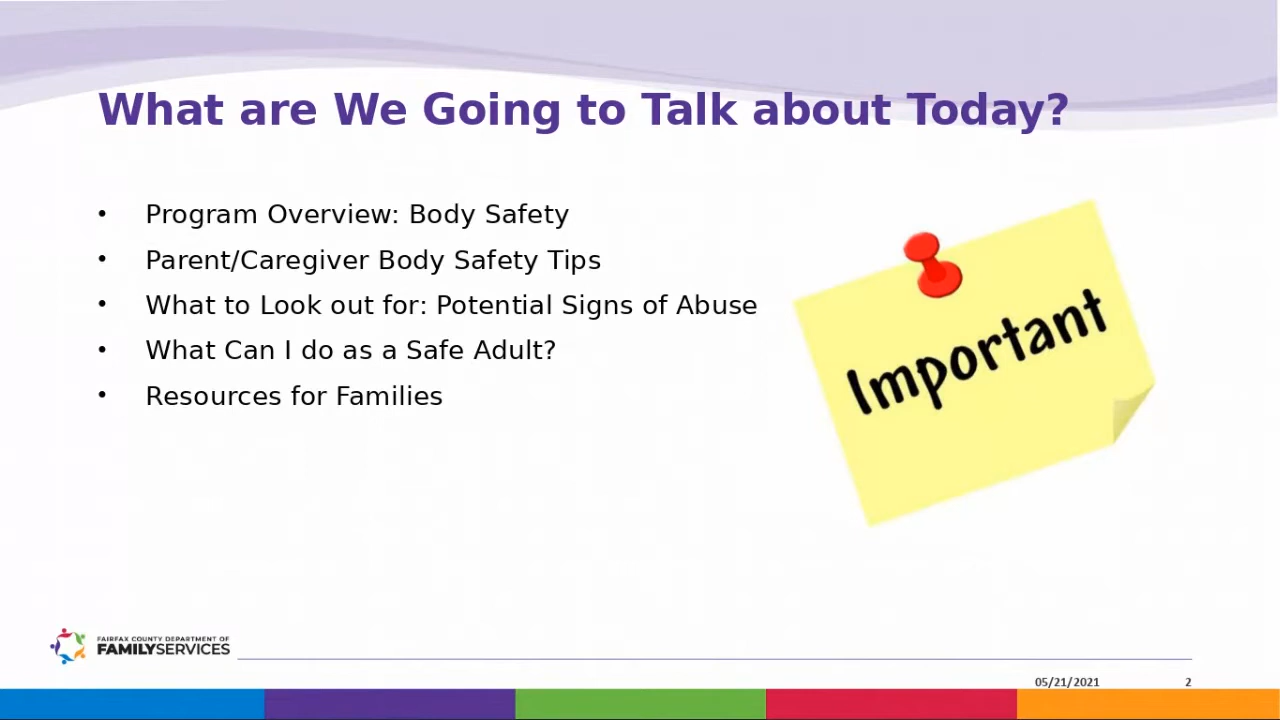 What are We Going to Talk about Today?
• Program Overview: Body Safety
• Parent/Caregiver Body Safety Tips
• What to Look out for: Potential Signs of Abuse
• What Can I do as a Safe Adult?
• Resources for Families
Important
FAIRFAX COUNTY DEPARTMENT OF
FAMILYSERVICES
05/21/2021 2